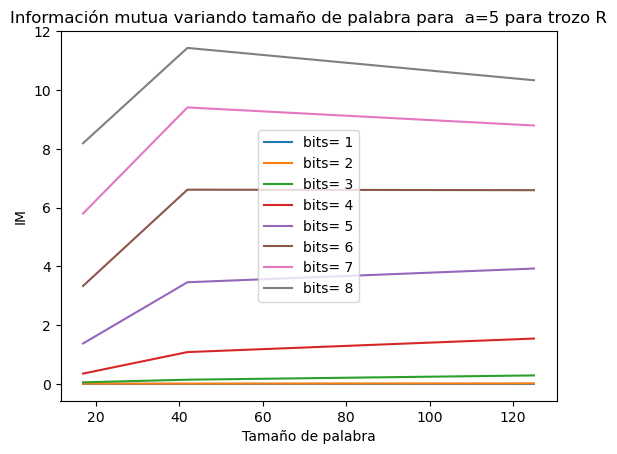 Información mutua variando tamaño de palabra para  a=5 para trozo R
12
10
8
6
4
2
0
IM
bits= 1
bits= 2
bits= 3
bits= 4
bits= 5
bits= 6
bits= 7
bits= 8
20 40 60 80 100 120
Tamaño de palabra